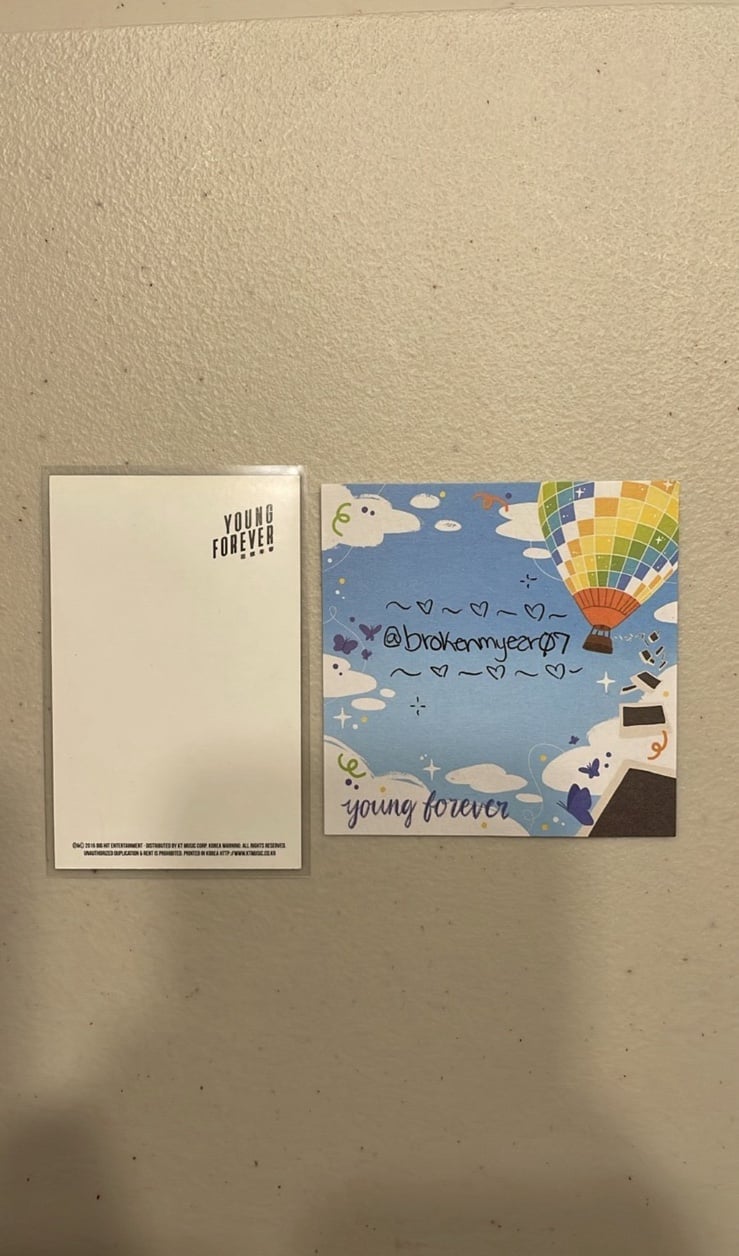 YOUNG
FOREVER
©℗ 2016 BIG HIT ENTERTAINMENT · DISTRIBUTED BY KT MUSIC CORP. KOREA WARNING: ALL RIGHTS RESERVED.
UNAUTHORIZED DUPLICATION & RENT IS PROHIBITED. PRINTED IN KOREA HTTP://WWW.KTMUSIC.CO.KR
@brokenmyear07
young forever